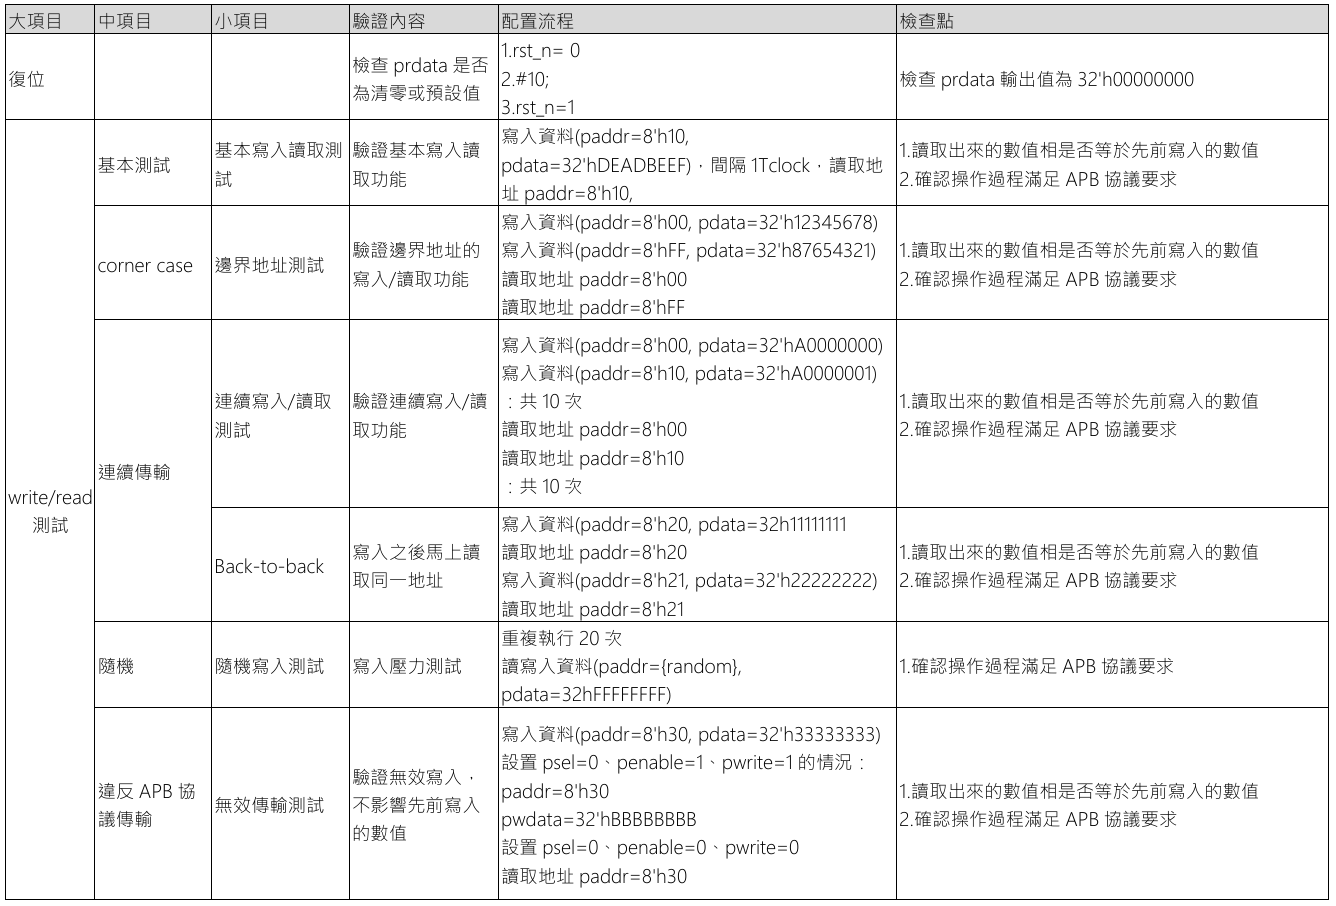 大項目 中項目 小項目 驗證內容 配置流程 檢查點
復位
檢查 prdata 是否
為清零或預設值
1.rst_n= 0
2.#10;
3.rst_n=1
檢查 prdata 輸出值為 32'h00000000
write/read
測試
基本測試
基本寫入讀取測
試
驗證基本寫入讀
取功能
寫入資料(paddr=8'h10,
pdata=32'hDEADBEEF)，間隔 1Tclock，讀取地
址 paddr=8'h10,
1.讀取出來的數值相是否等於先前寫入的數值
2.確認操作過程滿足 APB 協議要求
corner case
邊界地址測試
驗證邊界地址的
寫入/讀取功能
寫入資料(paddr=8'h00, pdata=32'h12345678)
寫入資料(paddr=8'hFF, pdata=32'h87654321)
讀取地址 paddr=8'h00
讀取地址 paddr=8'hFF
1.讀取出來的數值相是否等於先前寫入的數值
2.確認操作過程滿足 APB 協議要求
連續傳輸
連續寫入/讀取
測試
驗證連續寫入/讀
取功能
寫入資料(paddr=8'h00, pdata=32'hA0000000)
寫入資料(paddr=8'h10, pdata=32'hA0000001)
：共 10 次
讀取地址 paddr=8'h00
讀取地址 paddr=8'h10
：共 10 次
1.讀取出來的數值相是否等於先前寫入的數值
2.確認操作過程滿足 APB 協議要求
Back-to-back
寫入之後馬上讀
取同一地址
寫入資料(paddr=8'h20, pdata=32h11111111
讀取地址 paddr=8'h20
寫入資料(paddr=8'h21, pdata=32'h22222222)
讀取地址 paddr=8'h21
1.讀取出來的數值相是否等於先前寫入的數值
2.確認操作過程滿足 APB 協議要求
隨機
隨機寫入測試
寫入壓力測試
重複執行 20 次
讀寫入資料(paddr={random},
pdata=32hFFFFFFFF)
1.確認操作過程滿足 APB 協議要求
違反 APB 協
議傳輸
無效傳輸測試
驗證無效寫入，
不影響先前寫入
的數值
寫入資料(paddr=8'h30, pdata=32'h33333333)
設置 psel=0、penable=1、pwrite=1 的情況：
paddr=8'h30
pwdata=32'hBBBBBBBB
設置 psel=0、penable=0、pwrite=0
讀取地址 paddr=8'h30
1.讀取出來的數值相是否等於先前寫入的數值
2.確認操作過程滿足 APB 協議要求